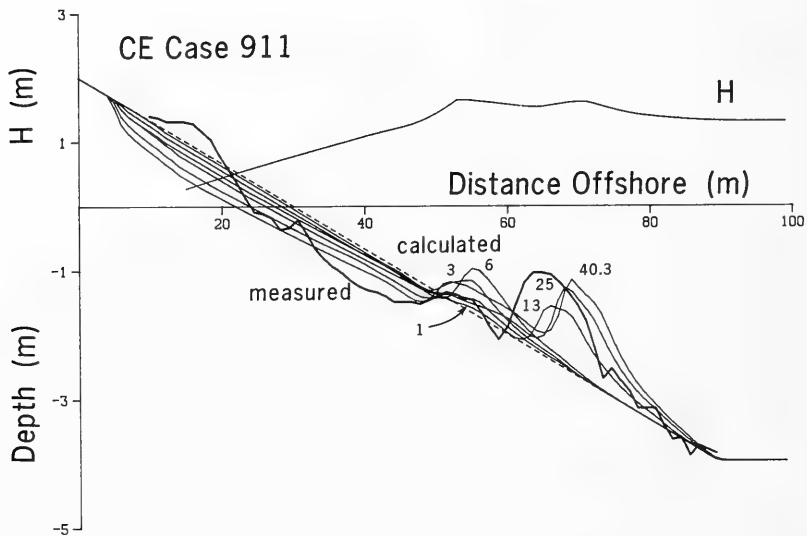 3
CE Case 911
H (m)
H
1
Distance Offshore (m)
20
40
60
80
100
calculated
-1
3
6
25
40.3
measured
13
1
Depth (m)
-3
-5